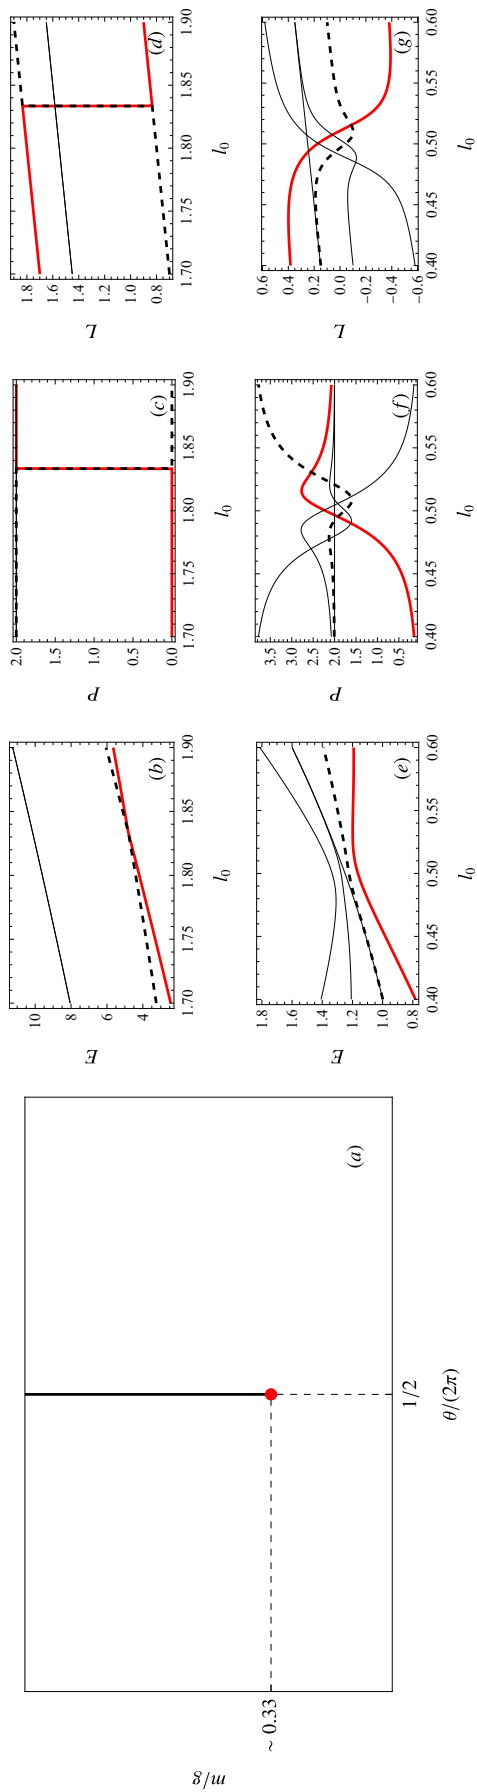 m/g
~ 0.33
(a)
1/2
θ/(2π)
E
10
8
6
4
(b)
1.70 1.75 1.80 1.85 1.90
l₀
P
2.0
1.5
1.0
0.5
0.0
(c)
1.70 1.75 1.80 1.85 1.90
l₀
L
1.8
1.6
1.4
1.2
1.0
0.8
(d)
1.70 1.75 1.80 1.85 1.90
l₀
E
1.8
1.6
1.4
1.2
1.0
0.8
(e)
0.40 0.45 0.50 0.55 0.60
l₀
P
3.5
3.0
2.5
2.0
1.5
1.0
0.5
(f)
0.40 0.45 0.50 0.55 0.60
l₀
L
0.6
0.4
0.2
0.0
−0.2
−0.4
−0.6
(g)
0.40 0.45 0.50 0.55 0.60
l₀